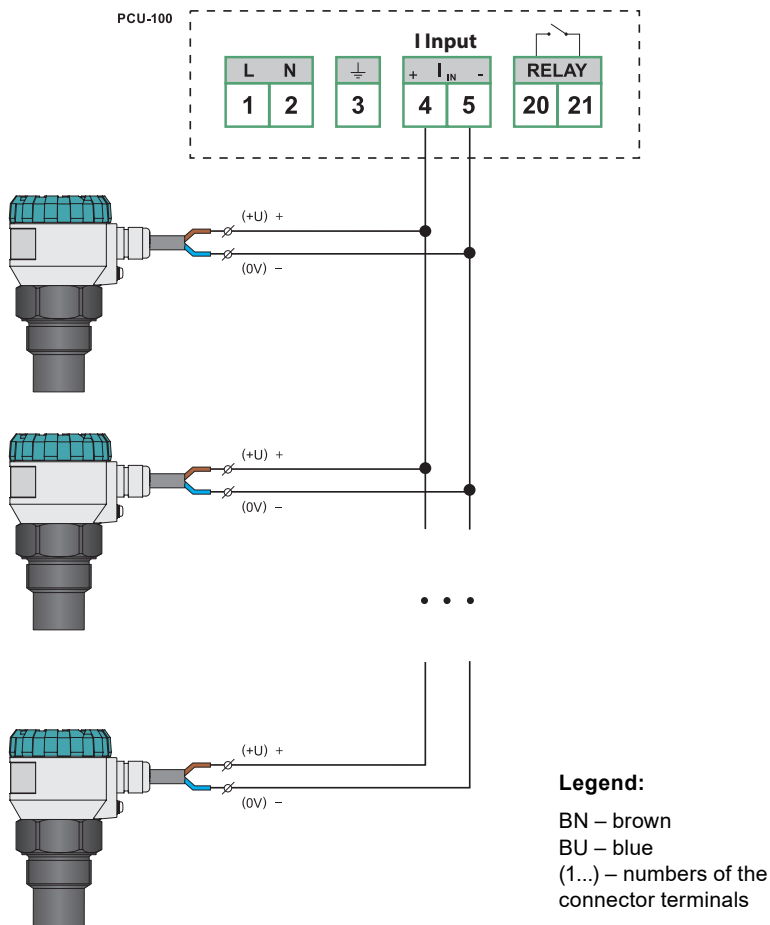 PCU-100
I Input
L N
⏚
+ I IN -
RELAY
1 2
3
4 5
20 21
(+U) +
(0V) –
(+U) +
(0V) –
(+U) +
(0V) –
Legend:
BN – brown
BU – blue
(1...) – numbers of the
connector terminals